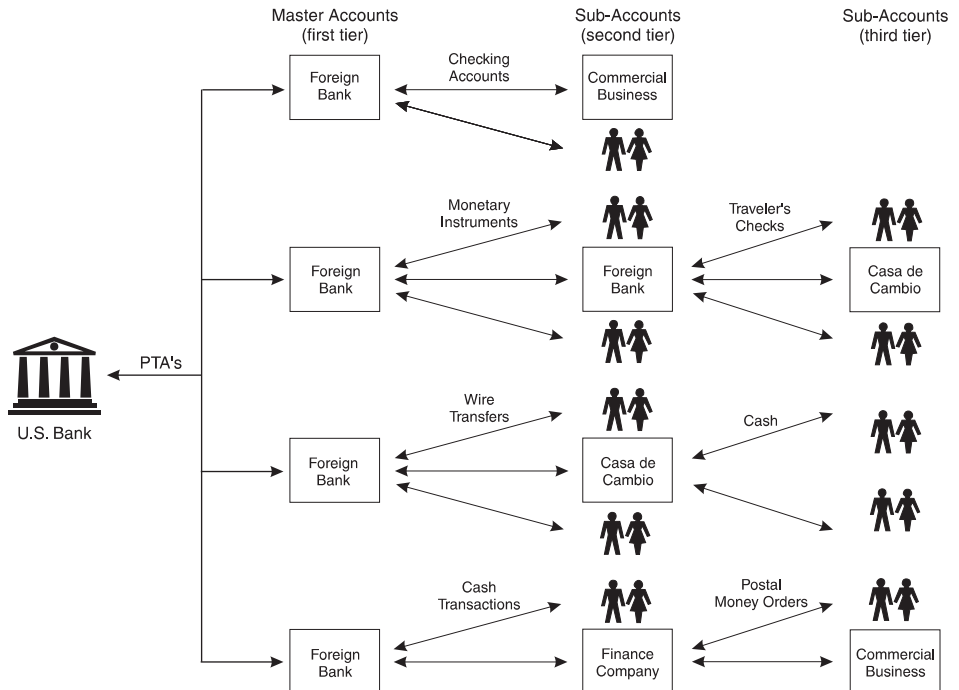 Master Accounts
(first tier)
Sub-Accounts
(second tier)
Sub-Accounts
(third tier)
Foreign
Bank
Checking
Accounts
Commercial
Business
Monetary
Instruments
Traveler's
Checks
Foreign
Bank
Foreign
Bank
Casa de
Cambio
PTA's
U.S. Bank
Wire
Transfers
Cash
Foreign
Bank
Casa de
Cambio
Cash
Transactions
Postal
Money Orders
Foreign
Bank
Finance
Company
Commercial
Business